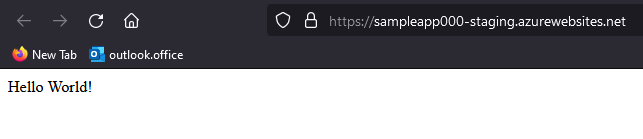 https://sampleapp000-staging.azurewebsites.net
New Tab outlook.office
Hello World!